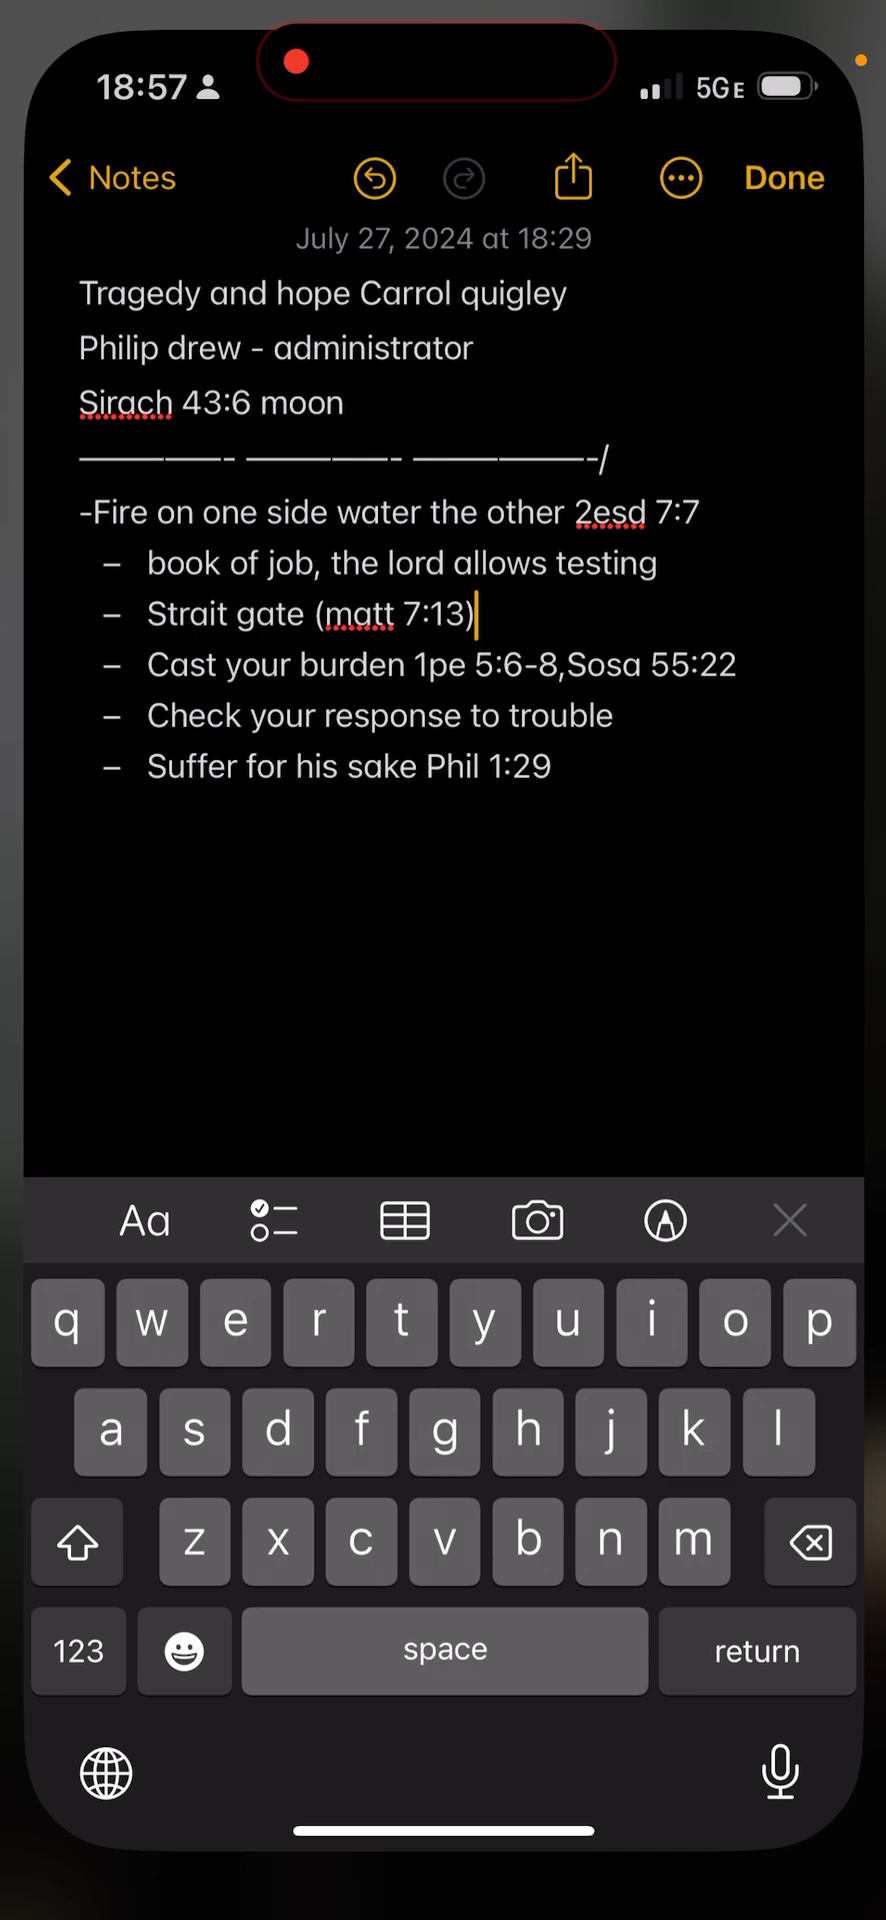 18:57
5GE
Notes
Done
July 27, 2024 at 18:29
Tragedy and hope Carrol quigley
Philip drew - administrator
Sirach 43:6 moon
—————- —————- ——————-/
-Fire on one side water the other 2esd 7:7
– book of job, the lord allows testing
– Strait gate (matt 7:13)
– Cast your burden 1pe 5:6-8,Sosa 55:22
– Check your response to trouble
– Suffer for his sake Phil 1:29
Aa
q w e r t y u i o p
a s d f g h j k l
z x c v b n m
123 space return